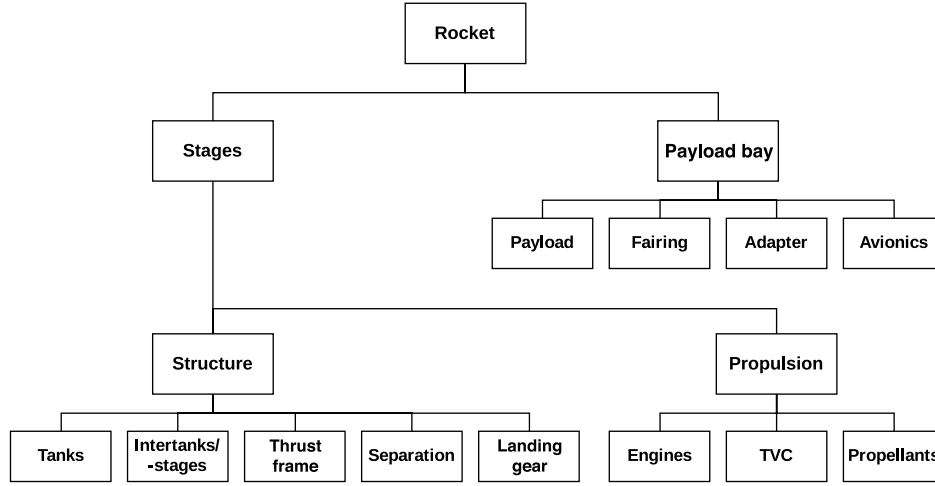 Rocket
Stages
Payload bay
Payload
Fairing
Adapter
Avionics
Structure
Propulsion
Tanks
Intertanks/
-stages
Thrust
frame
Separation
Landing
gear
Engines
TVC
Propellants